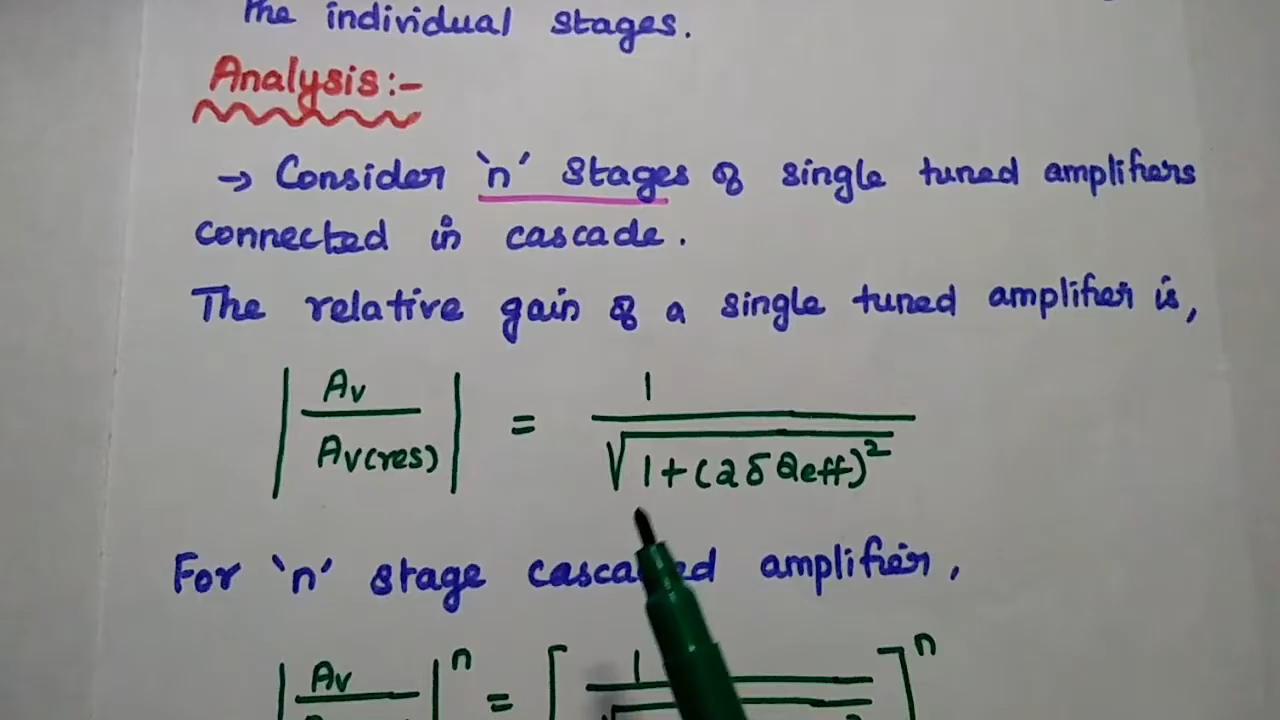 the individual stages.
Analysis:-
→ Consider 'n' stages of single tuned amplifiers
connected in cascade.
The relative gain of a single tuned amplifier is,
|Av / Av(res)| = 1 / √(1+(2δQeff)²)
For 'n' stage cascaded amplifier,
|Av / |ⁿ = [1 / √ ²]ⁿ